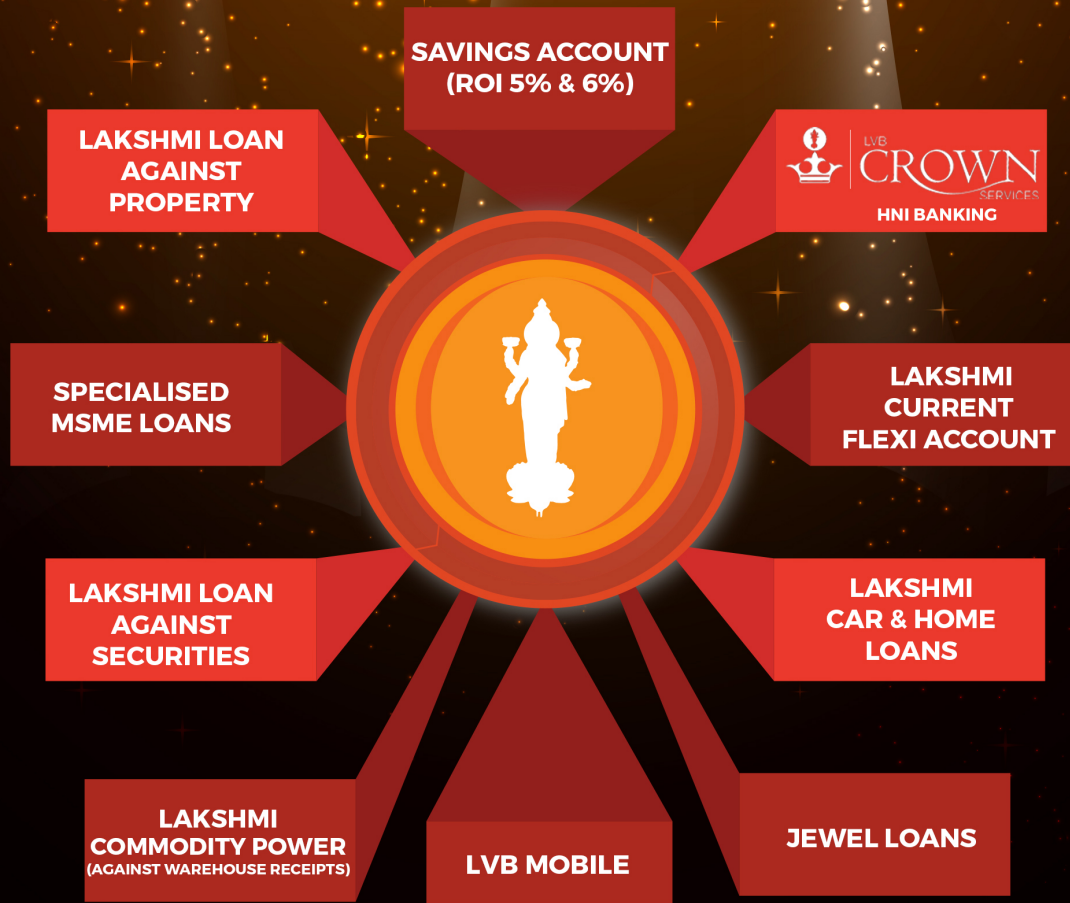 SAVINGS ACCOUNT
(ROI 5% & 6%)
LAKSHMI LOAN
AGAINST
PROPERTY
LVB
CROWN
SERVICES
HNI BANKING
SPECIALISED
MSME LOANS
LAKSHMI
CURRENT
FLEXI ACCOUNT
LAKSHMI LOAN
AGAINST
SECURITIES
LAKSHMI
CAR & HOME
LOANS
LAKSHMI
COMMODITY POWER
(AGAINST WAREHOUSE RECEIPTS)
LVB MOBILE
JEWEL LOANS